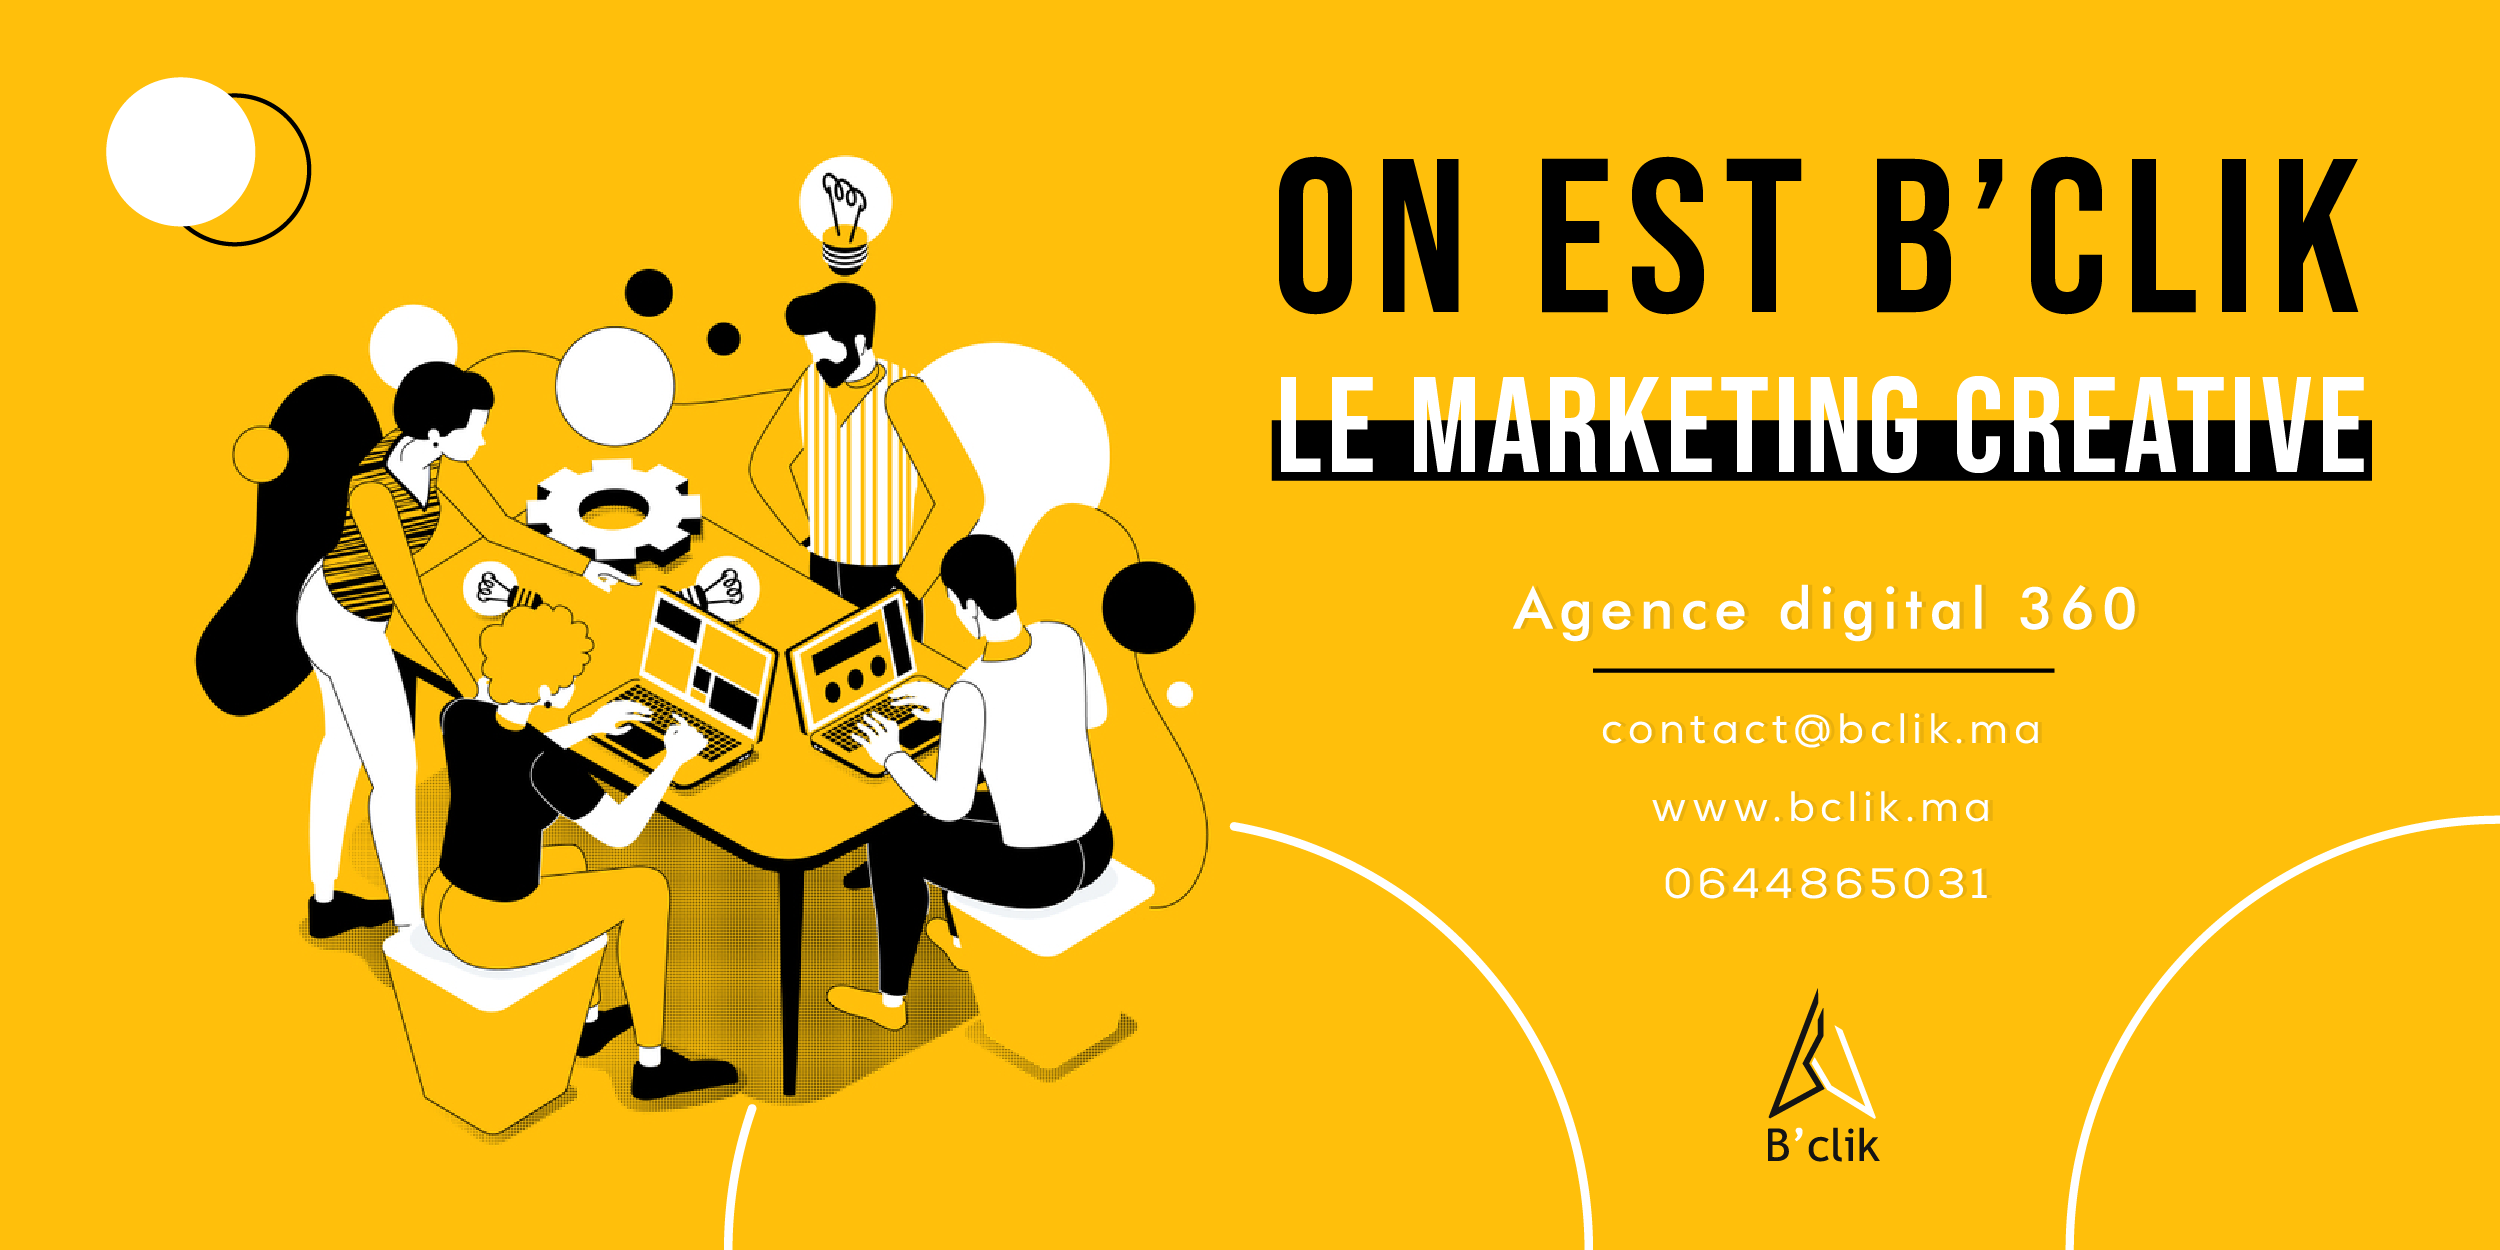 ON EST B’CLIK
LE MARKETING CREATIVE
Agence digital 360
contact@bclik.ma
www.bclik.ma
0644865031
B’clik